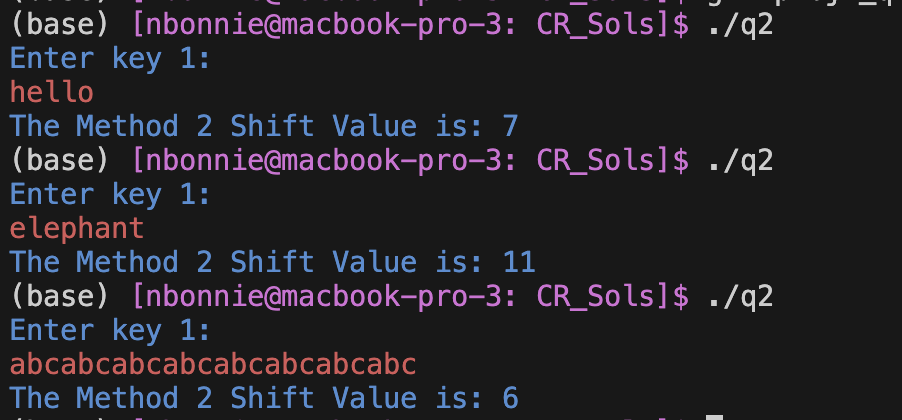 (base) [nbonnie@macbook-pro-3: CR_Sols]$ ./q2
Enter key 1:
hello
The Method 2 Shift Value is: 7
(base) [nbonnie@macbook-pro-3: CR_Sols]$ ./q2
Enter key 1:
elephant
The Method 2 Shift Value is: 11
(base) [nbonnie@macbook-pro-3: CR_Sols]$ ./q2
Enter key 1:
abcabcabcabcabcabcabcabc
The Method 2 Shift Value is: 6